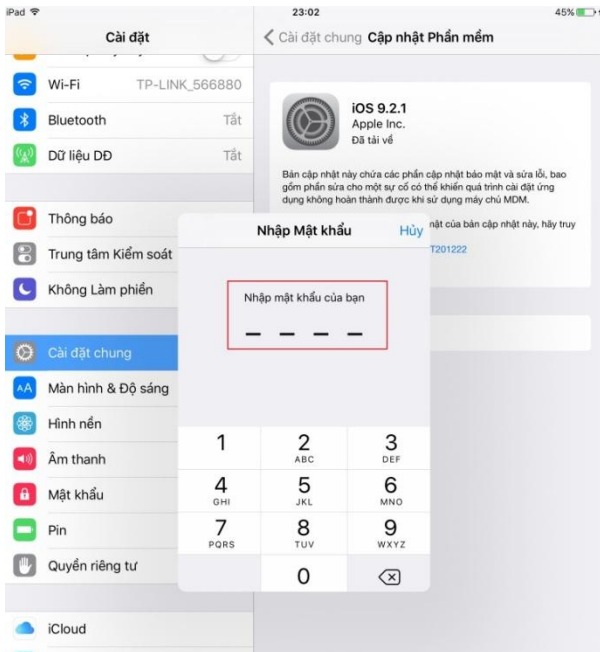 iPad
23:02
45%
Cài đặt
Cài đặt chung
Cập nhật Phần mềm
Wi-Fi
TP-LINK_566880
Bluetooth
Tắt
Dữ liệu DĐ
Tắt
Thông báo
Trung tâm Kiểm soát
Không Làm phiền
Cài đặt chung
Màn hình & Độ sáng
Hình nền
Âm thanh
Mật khẩu
Pin
Quyền riêng tư
iCloud
iOS 9.2.1
Apple Inc.
Đã tải về
Bản cập nhật này chứa các phần cập nhật bảo mật và sửa lỗi, bao
gồm phần sửa cho một sự cố có thể khiến quá trình cài đặt ứng
dụng không hoàn thành được khi sử dụng máy chủ MDM.
nật của bản cập nhật này, hãy truy
T201222
Nhập Mật khẩu
Hủy
Nhập mật khẩu của bạn
1
2
ABC
3
DEF
4
GHI
5
JKL
6
MNO
7
PQRS
8
TUV
9
WXYZ
0